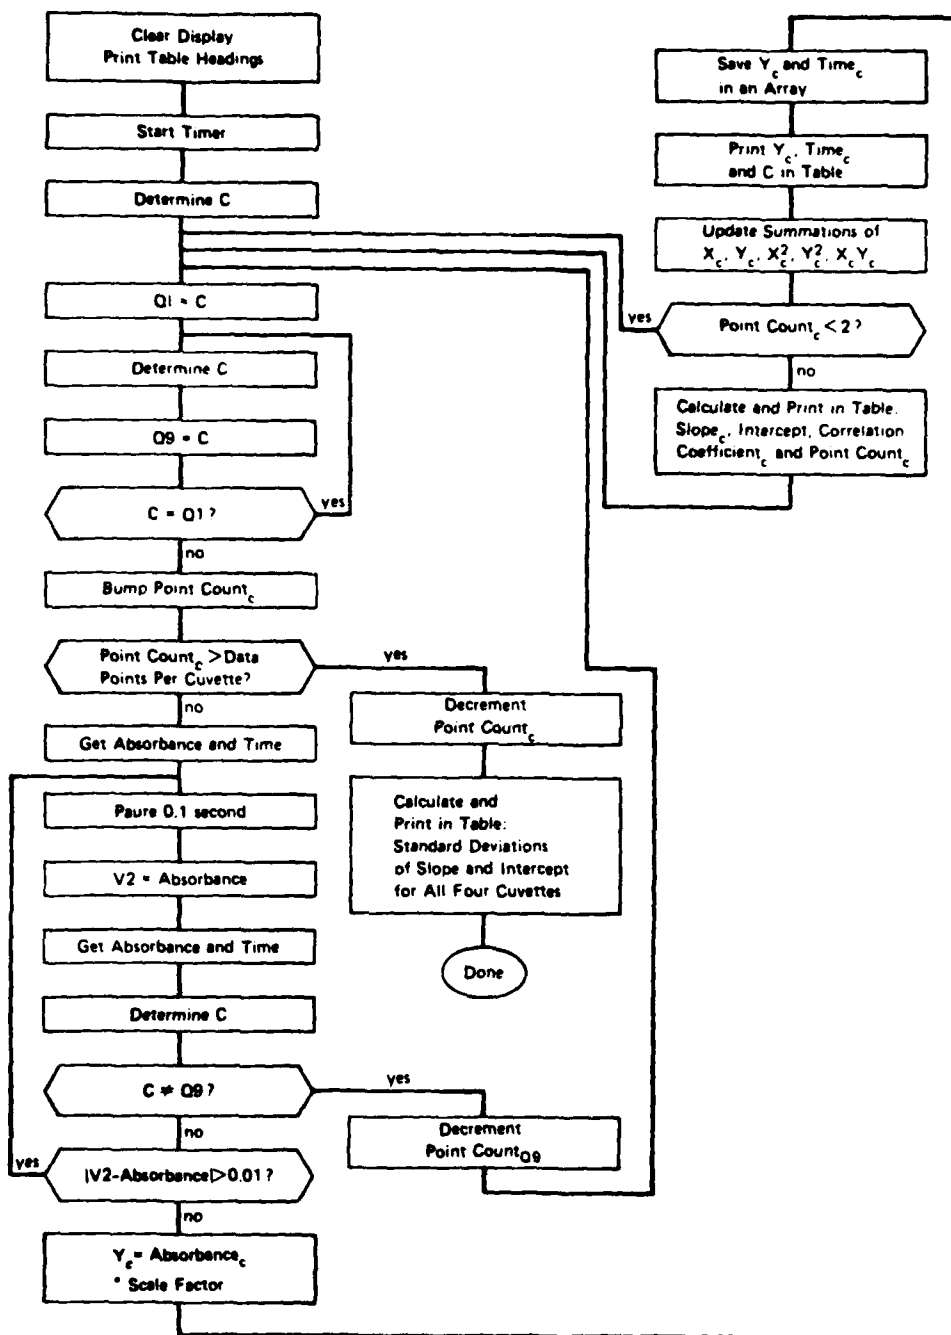 Clear Display
Print Table Headings
Start Timer
Determine C
Q1 = C
Determine C
Q9 = C
C = Q1?
yes
no
Bump Point Count_c
Point Count_c > Data
Points Per Cuvette?
yes
no
Get Absorbance and Time
Paure 0.1 second
V2 = Absorbance
Get Absorbance and Time
Determine C
C ≠ Q9?
yes
no
|V2-Absorbance|>0.01?
yes
no
Y_c = Absorbance_c
* Scale Factor
Decrement
Point Count_c
Calculate and
Print in Table:
Standard Deviations
of Slope and Intercept
for All Four Cuvettes
Done
Decrement
Point Count_Q9
Save Y_c and Time_c
in an Array
Print Y_c, Time_c
and C in Table
Update Summations of
X_c, Y_c, X_c^2, Y_c^2, X_c Y_c
Point Count_c < 2?
yes
no
Calculate and Print in Table.
Slope_c, Intercept, Correlation
Coefficient_c and Point Count_c